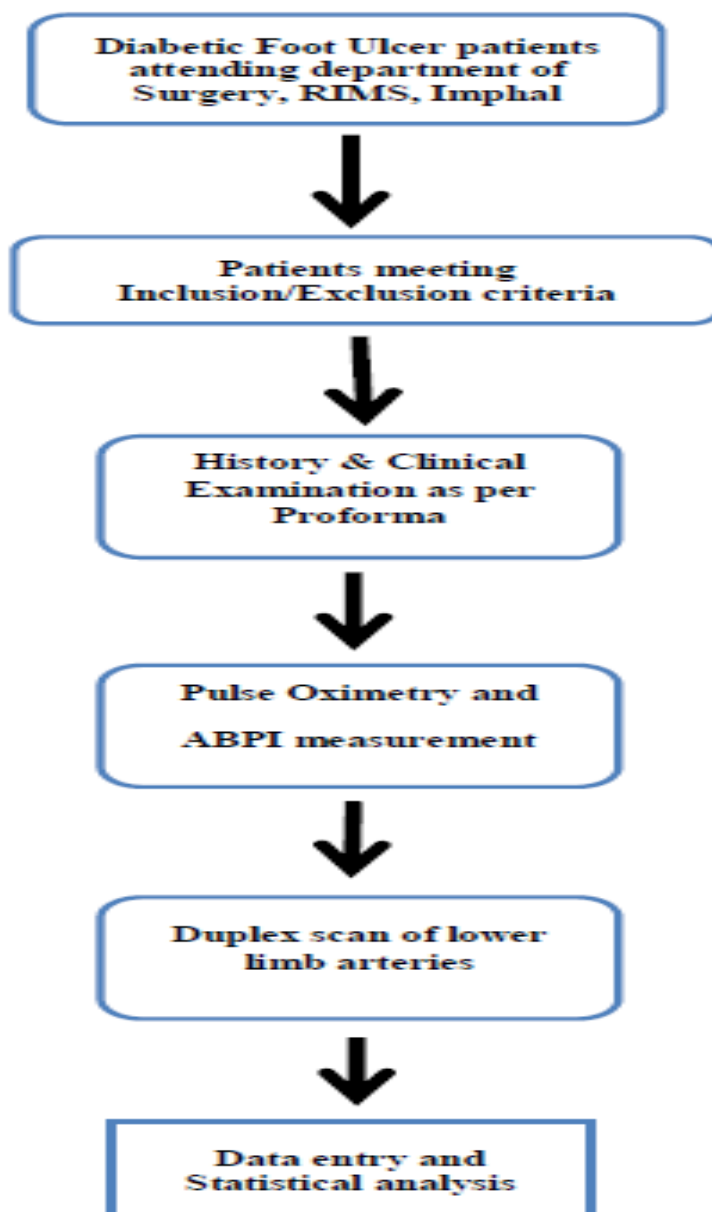 Diabetic Foot Ulcer patients
attending department of
Surgery, RIMS, Imphal
Patients meeting
Inclusion/Exclusion criteria
History & Clinical
Examination as per
Proforma
Pulse Oximetry and
ABPI measurement
Duplex scan of lower
limb arteries
Data entry and
Statistical analysis